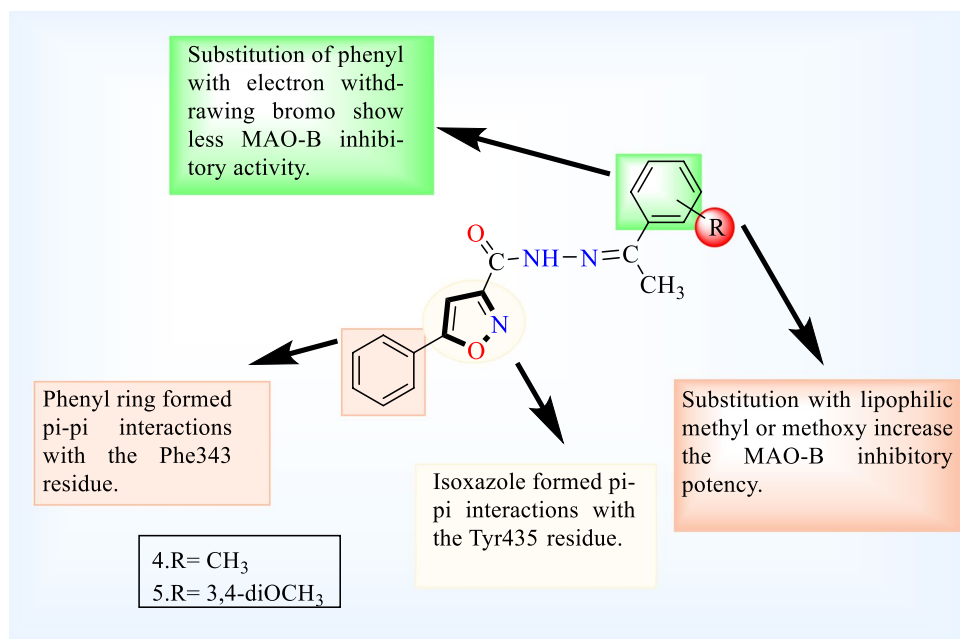 Substitution of phenyl
with electron withd-
rawing bromo show
less MAO-B inhibi-
tory activity.
R
O
C
NH
N
C
CH₃
N
O
Phenyl ring formed
pi-pi interactions
with the Phe343
residue.
Isoxazole formed pi-
pi interactions with
the Tyr435 residue.
Substitution with lipophilic
methyl or methoxy increase
the MAO-B inhibitory
potency.
4.R= CH₃
5.R= 3,4-diOCH₃